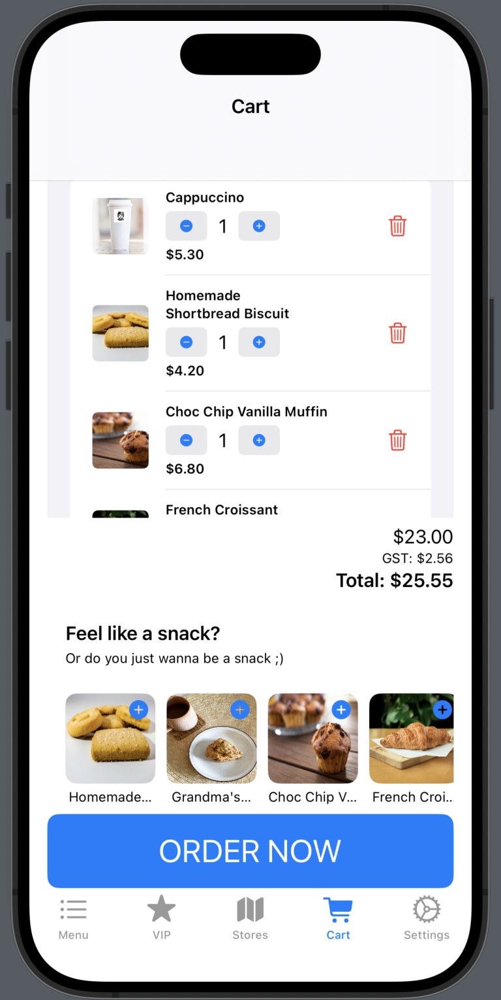 Cart
Cappuccino
1
$5.30
Homemade
Shortbread Biscuit
1
$4.20
Choc Chip Vanilla Muffin
1
$6.80
French Croissant
$23.00
GST: $2.56
Total: $25.55
Feel like a snack?
Or do you just wanna be a snack ;)
Homemade...
Grandma's...
Choc Chip V...
French Croi...
ORDER NOW
Menu
VIP
Stores
Cart
Settings